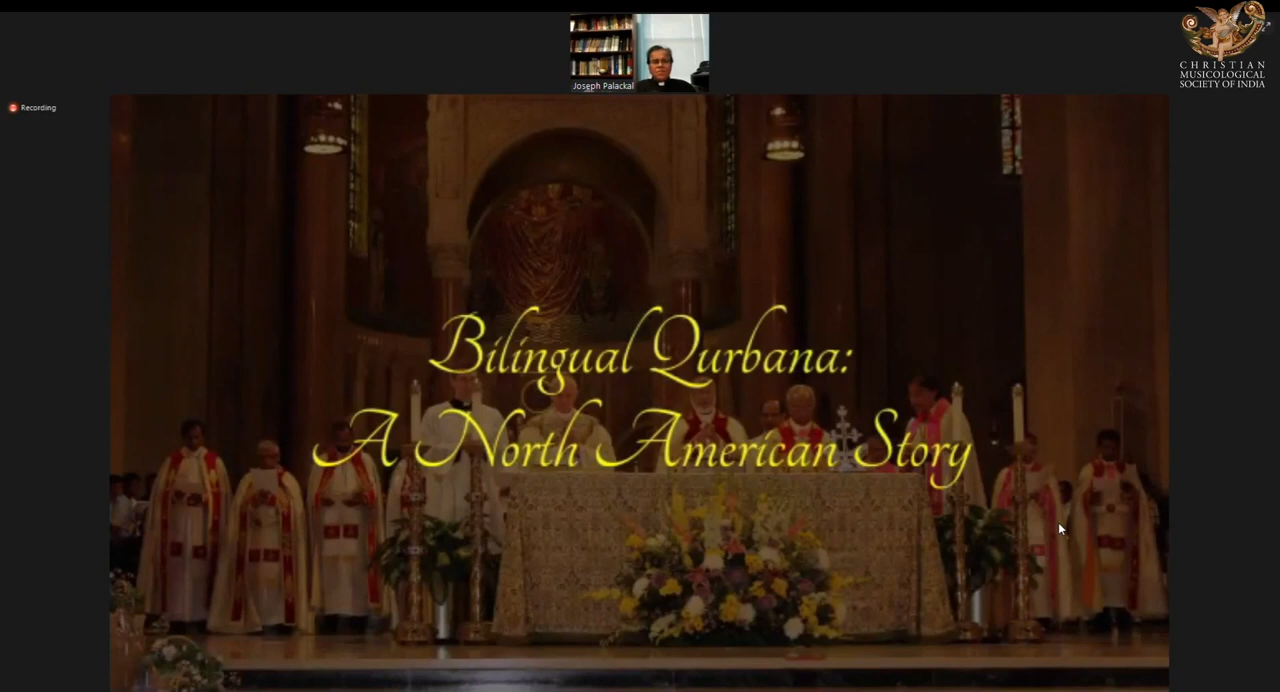 Joseph Palackal
CHRISTIAN
MUSICOLOGICAL
SOCIETY OF INDIA
Recording
Bilingual Qurbana:
A North American Story